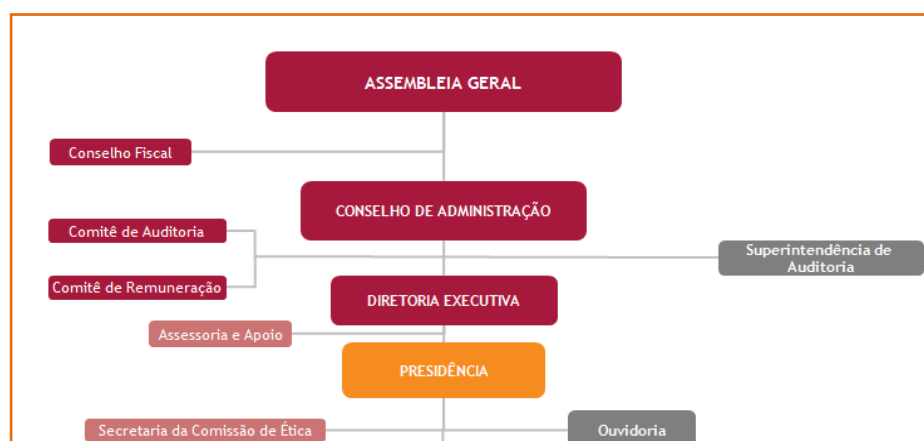 ASSEMBLEIA GERAL
Conselho Fiscal
CONSELHO DE ADMINISTRAÇÃO
Comitê de Auditoria
Superintendência de
Auditoria
Comitê de Remuneração
DIRETORIA EXECUTIVA
Assessoria e Apoio
PRESIDÊNCIA
Secretaria da Comissão de Ética
Ouvidoria